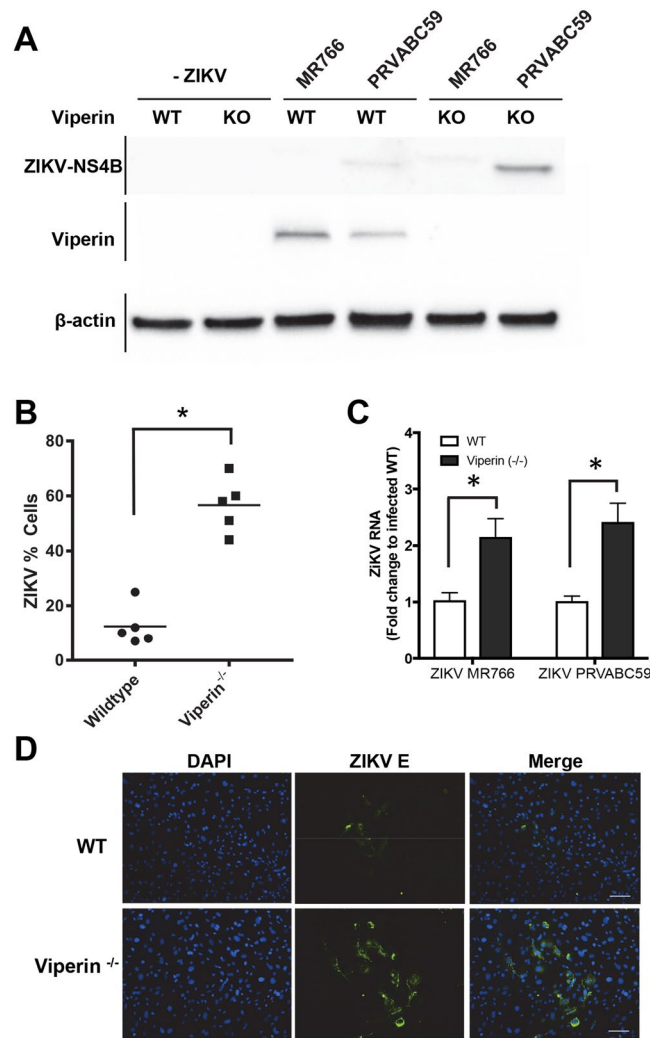 A
- ZIKV
MR766
PRVABC59
MR766
PRVABC59
Viperin WT KO WT WT KO KO
ZIKV-NS4B
Viperin
β-actin
B
*
ZIKV % Cells
80
60
40
20
0
Wildtype
Viperin -/-
C
WT
Viperin (-/-)
*
*
ZiKV RNA
(Fold change to infected WT)
4
3
2
1
0
ZIKV MR766
ZIKV PRVABC59
D
DAPI ZIKV E Merge
WT
Viperin -/-